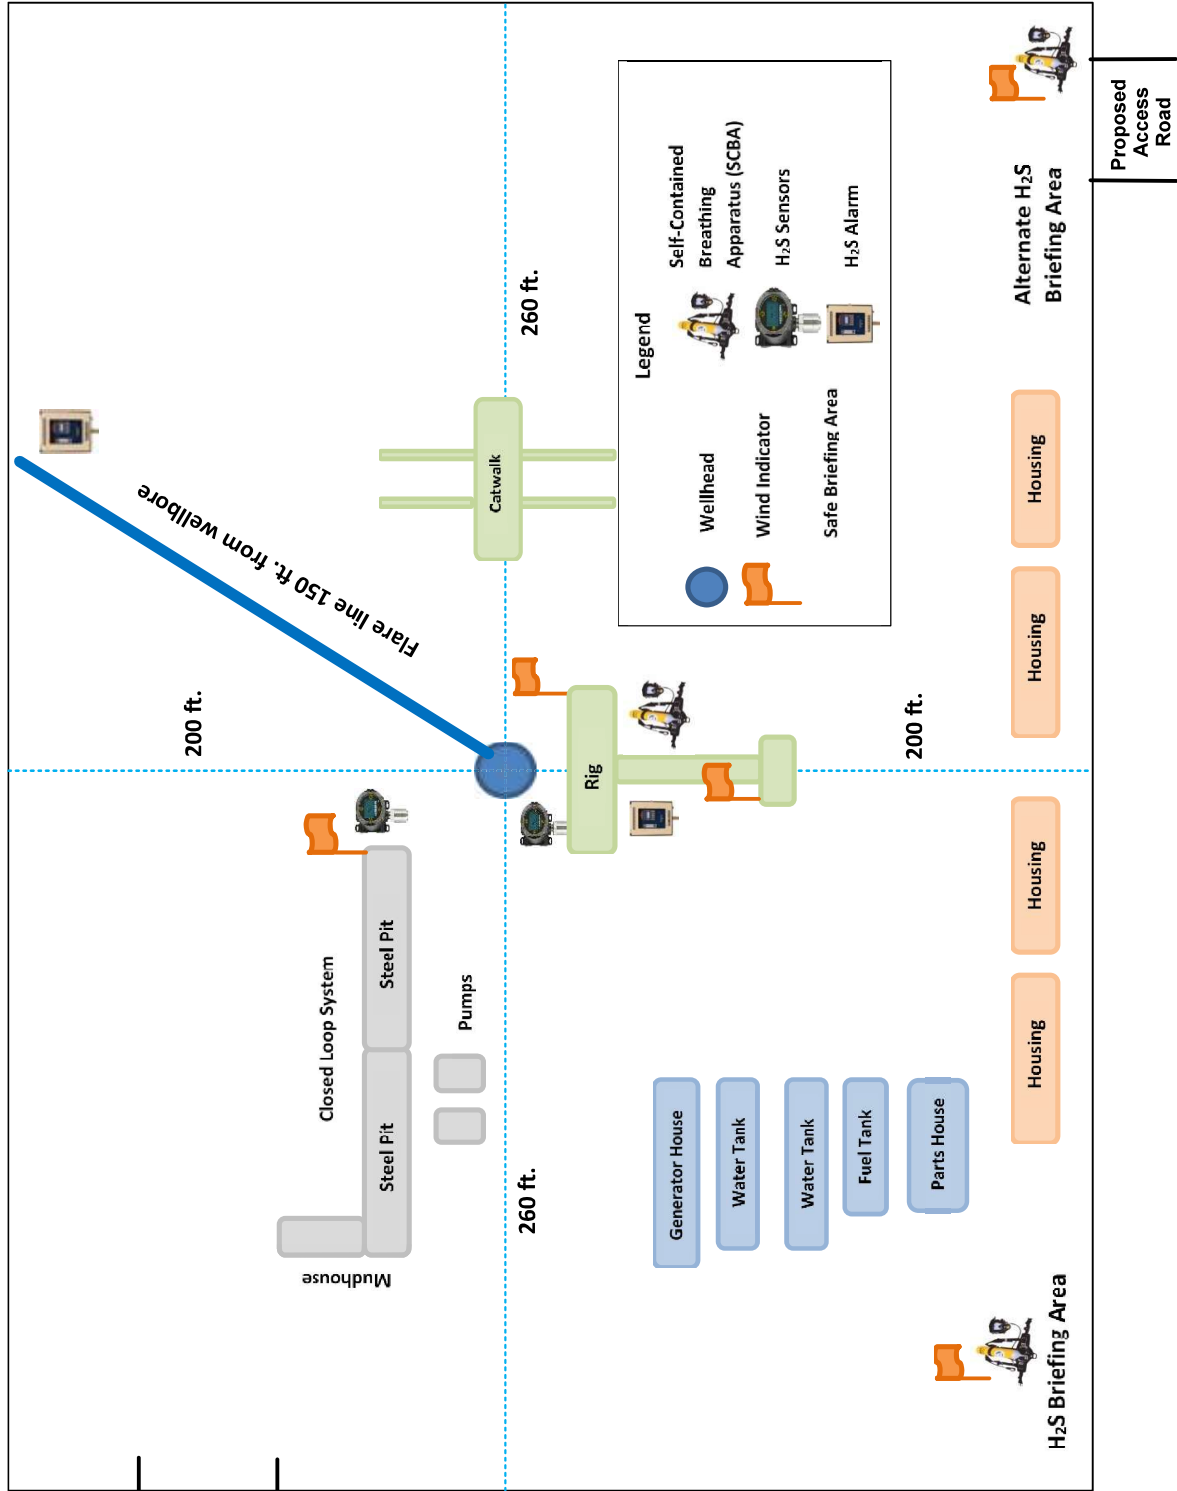 Flare line 150 ft. from wellbore
200 ft.
260 ft.
Catwalk
Closed Loop System
Steel Pit
Steel Pit
Mudhouse
Pumps
Rig
260 ft.
200 ft.
Legend
Wellhead
Wind Indicator
Safe Briefing Area
Self-Contained
Breathing
Apparatus (SCBA)
H₂S Sensors
H₂S Alarm
Generator House
Water Tank
Water Tank
Fuel Tank
Parts House
Housing
Housing
Housing
Housing
H₂S Briefing Area
Alternate H₂S
Briefing Area
Proposed
Access
Road